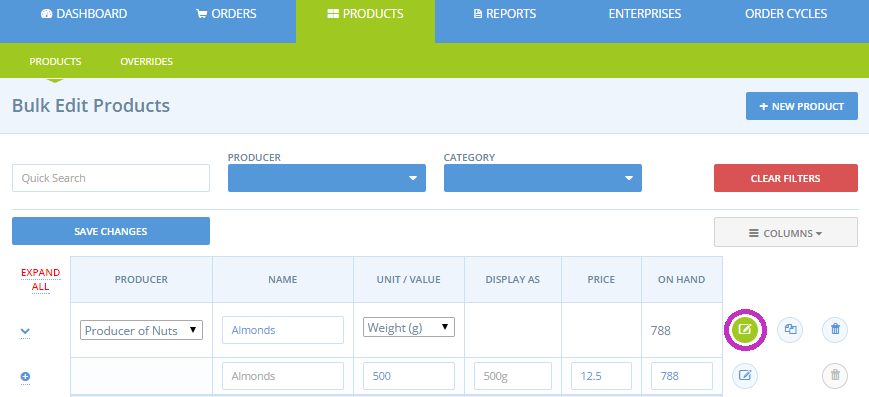 DASHBOARD ORDERS PRODUCTS REPORTS ENTERPRISES ORDER CYCLES
PRODUCTS OVERRIDES
Bulk Edit Products
+ NEW PRODUCT
PRODUCER CATEGORY
Quick Search
CLEAR FILTERS
SAVE CHANGES
COLUMNS
EXPAND ALL
PRODUCER NAME UNIT / VALUE DISPLAY AS PRICE ON HAND
Producer of Nuts Almonds Weight (g) 788
Almonds 500 500g 12.5 788